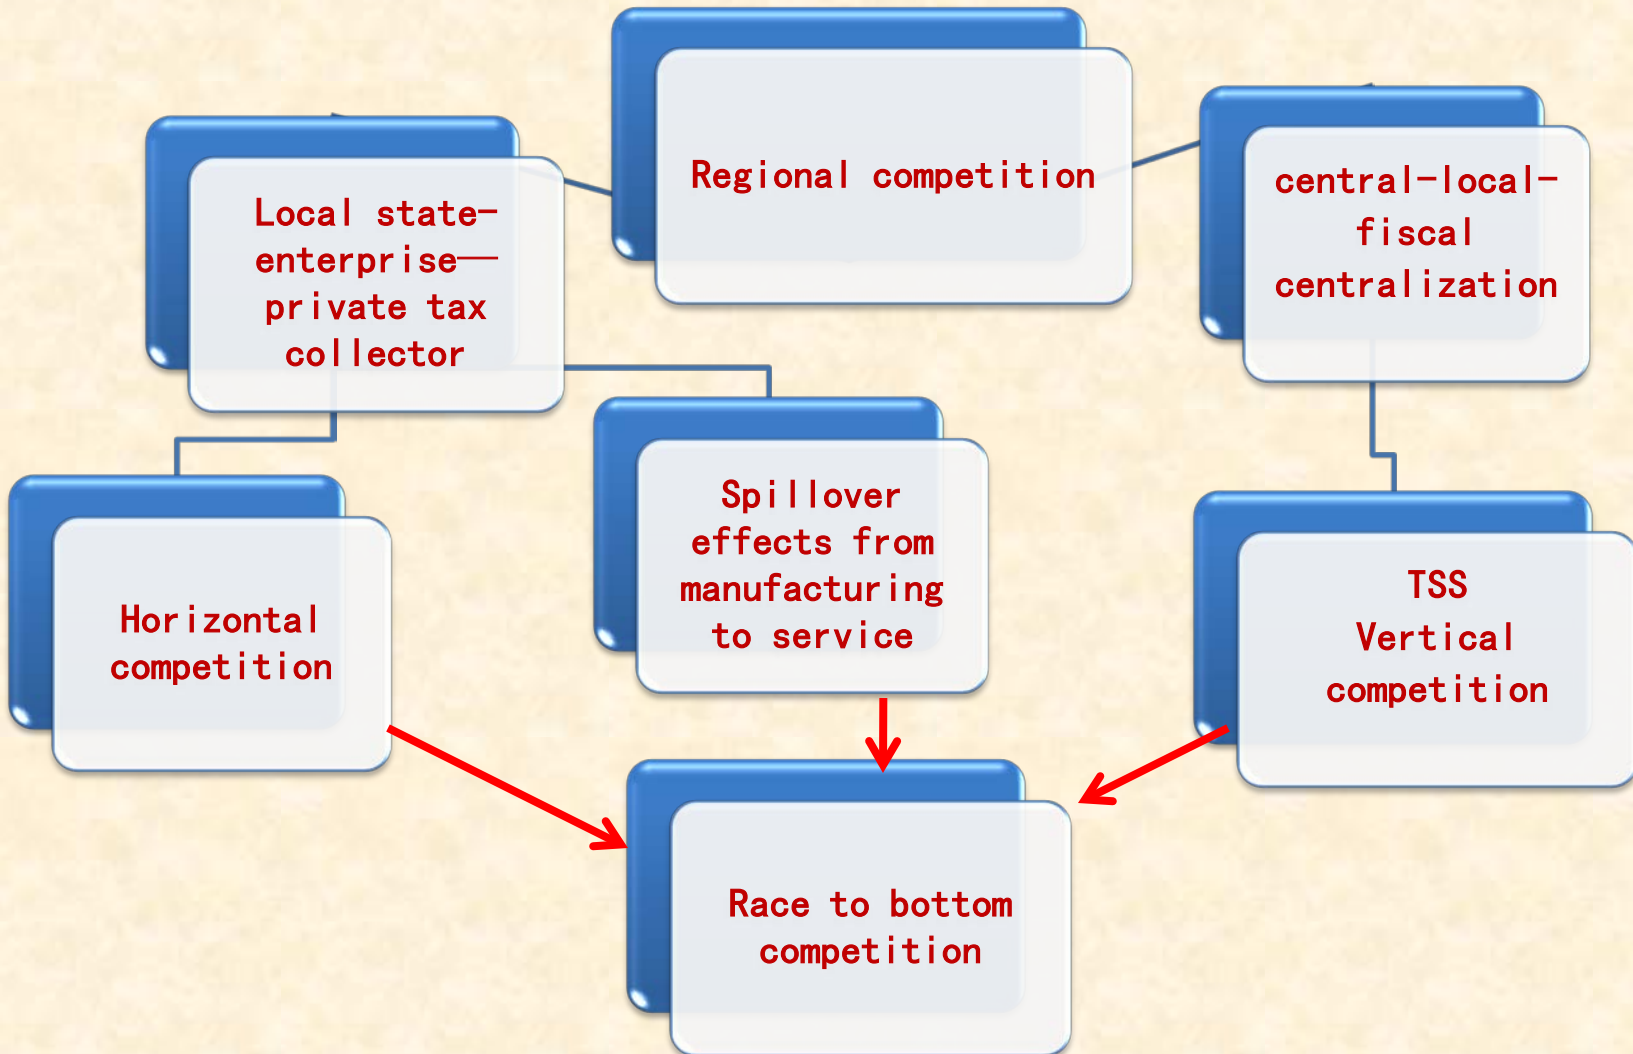 Regional competition
Local state-
enterprise—
private tax
collector
central-local-
fiscal
centralization
Horizontal
competition
Spillover
effects from
manufacturing
to service
TSS
Vertical
competition
Race to bottom
competition